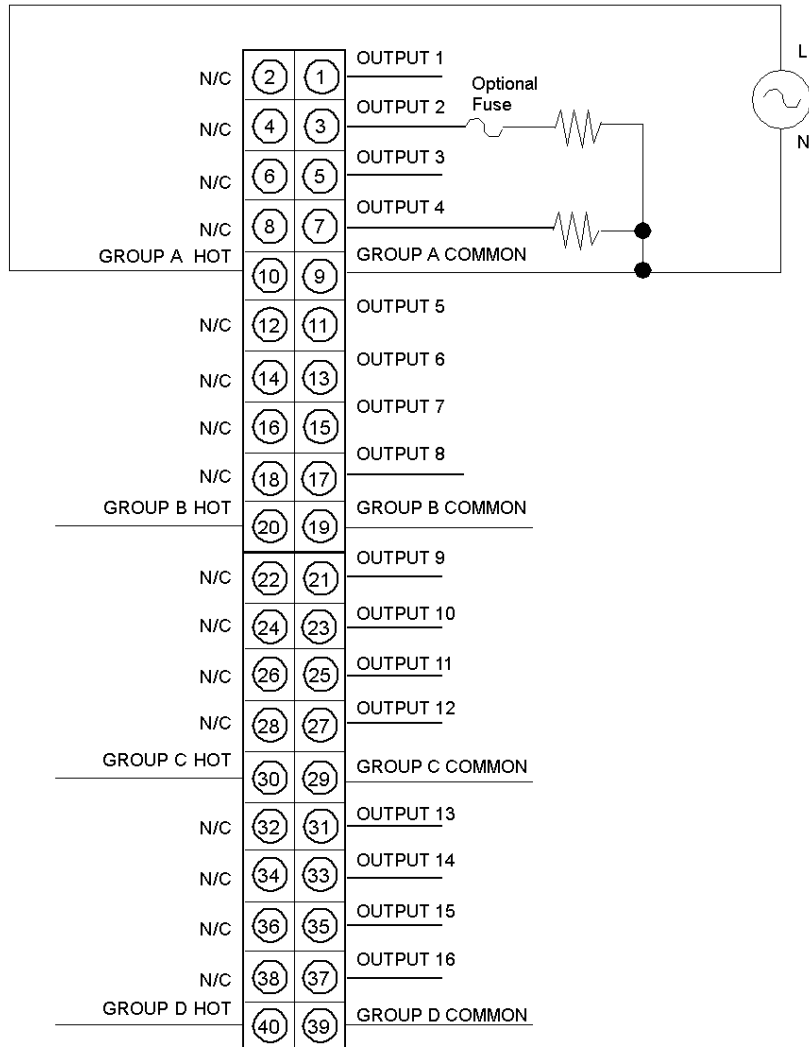 L
OUTPUT 1
N/C 2 1
Optional
Fuse
OUTPUT 2
N/C 4 3
N
OUTPUT 3
N/C 6 5
OUTPUT 4
N/C 8 7
GROUP A HOT 10 9 GROUP A COMMON
OUTPUT 5
N/C 12 11
OUTPUT 6
N/C 14 13
OUTPUT 7
N/C 16 15
OUTPUT 8
N/C 18 17
GROUP B HOT 20 19 GROUP B COMMON
OUTPUT 9
N/C 22 21
OUTPUT 10
N/C 24 23
OUTPUT 11
N/C 26 25
OUTPUT 12
N/C 28 27
GROUP C HOT 30 29 GROUP C COMMON
OUTPUT 13
N/C 32 31
OUTPUT 14
N/C 34 33
OUTPUT 15
N/C 36 35
OUTPUT 16
N/C 38 37
GROUP D HOT 40 39 GROUP D COMMON